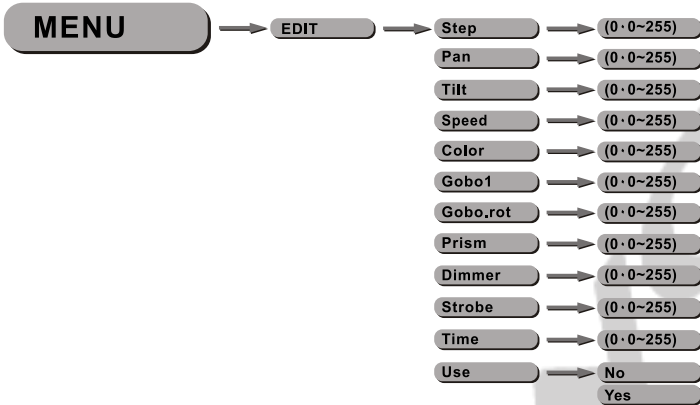 MENU EDIT Step (0·0~255)
Pan (0·0~255)
Tilt (0·0~255)
Speed (0·0~255)
Color (0·0~255)
Gobo1 (0·0~255)
Gobo.rot (0·0~255)
Prism (0·0~255)
Dimmer (0·0~255)
Strobe (0·0~255)
Time (0·0~255)
Use No
Yes